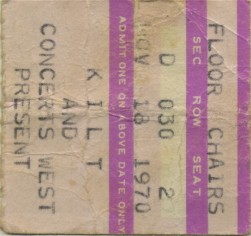 FLOOR CHAIRS
SEC ROW SEAT
D 030 2
NOV 18 1970
ADMIT ONE ON ABOVE DATE ONLY
K I L T
AND
CONCERTS WEST
PRESENT